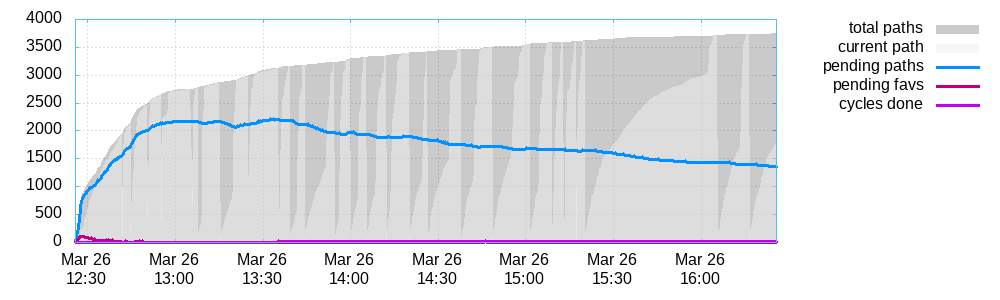 4000
3500
3000
2500
2000
1500
1000
500
0
Mar 26 Mar 26 Mar 26 Mar 26 Mar 26 Mar 26 Mar 26 Mar 26
12:30 13:00 13:30 14:00 14:30 15:00 15:30 16:00
total paths
current path
pending paths
pending favs
cycles done